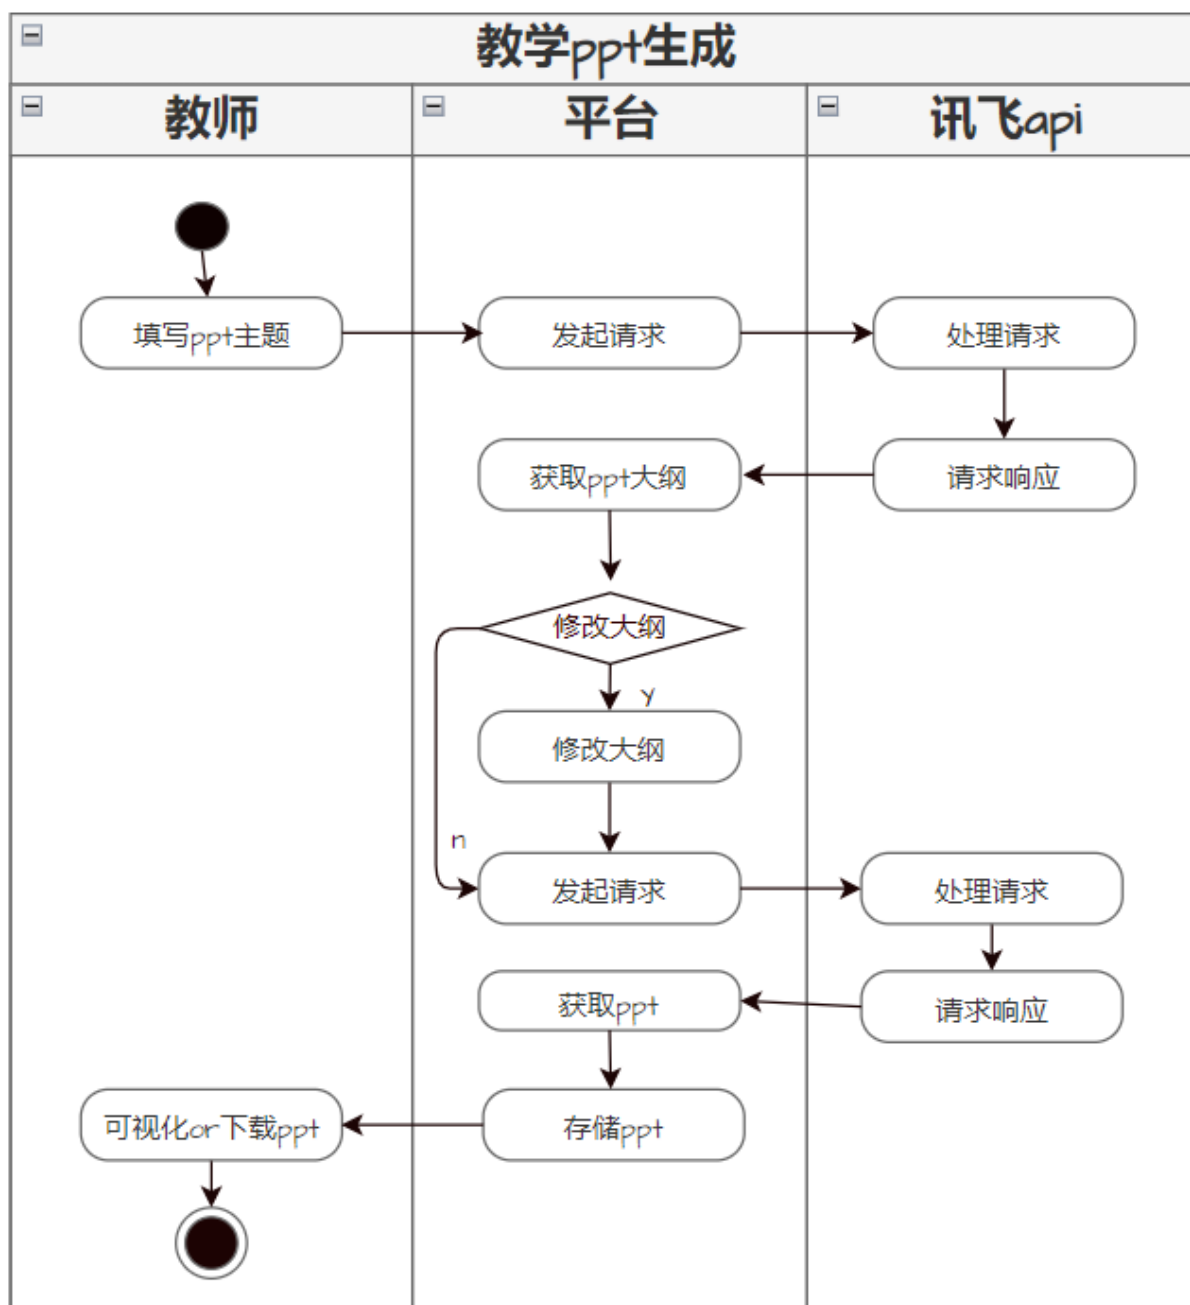 教学ppt生成
教师
平台
讯飞api
填写ppt主题
发起请求
处理请求
获取ppt大纲
请求响应
修改大纲
y
修改大纲
n
发起请求
处理请求
获取ppt
请求响应
可视化or下载ppt
存储ppt